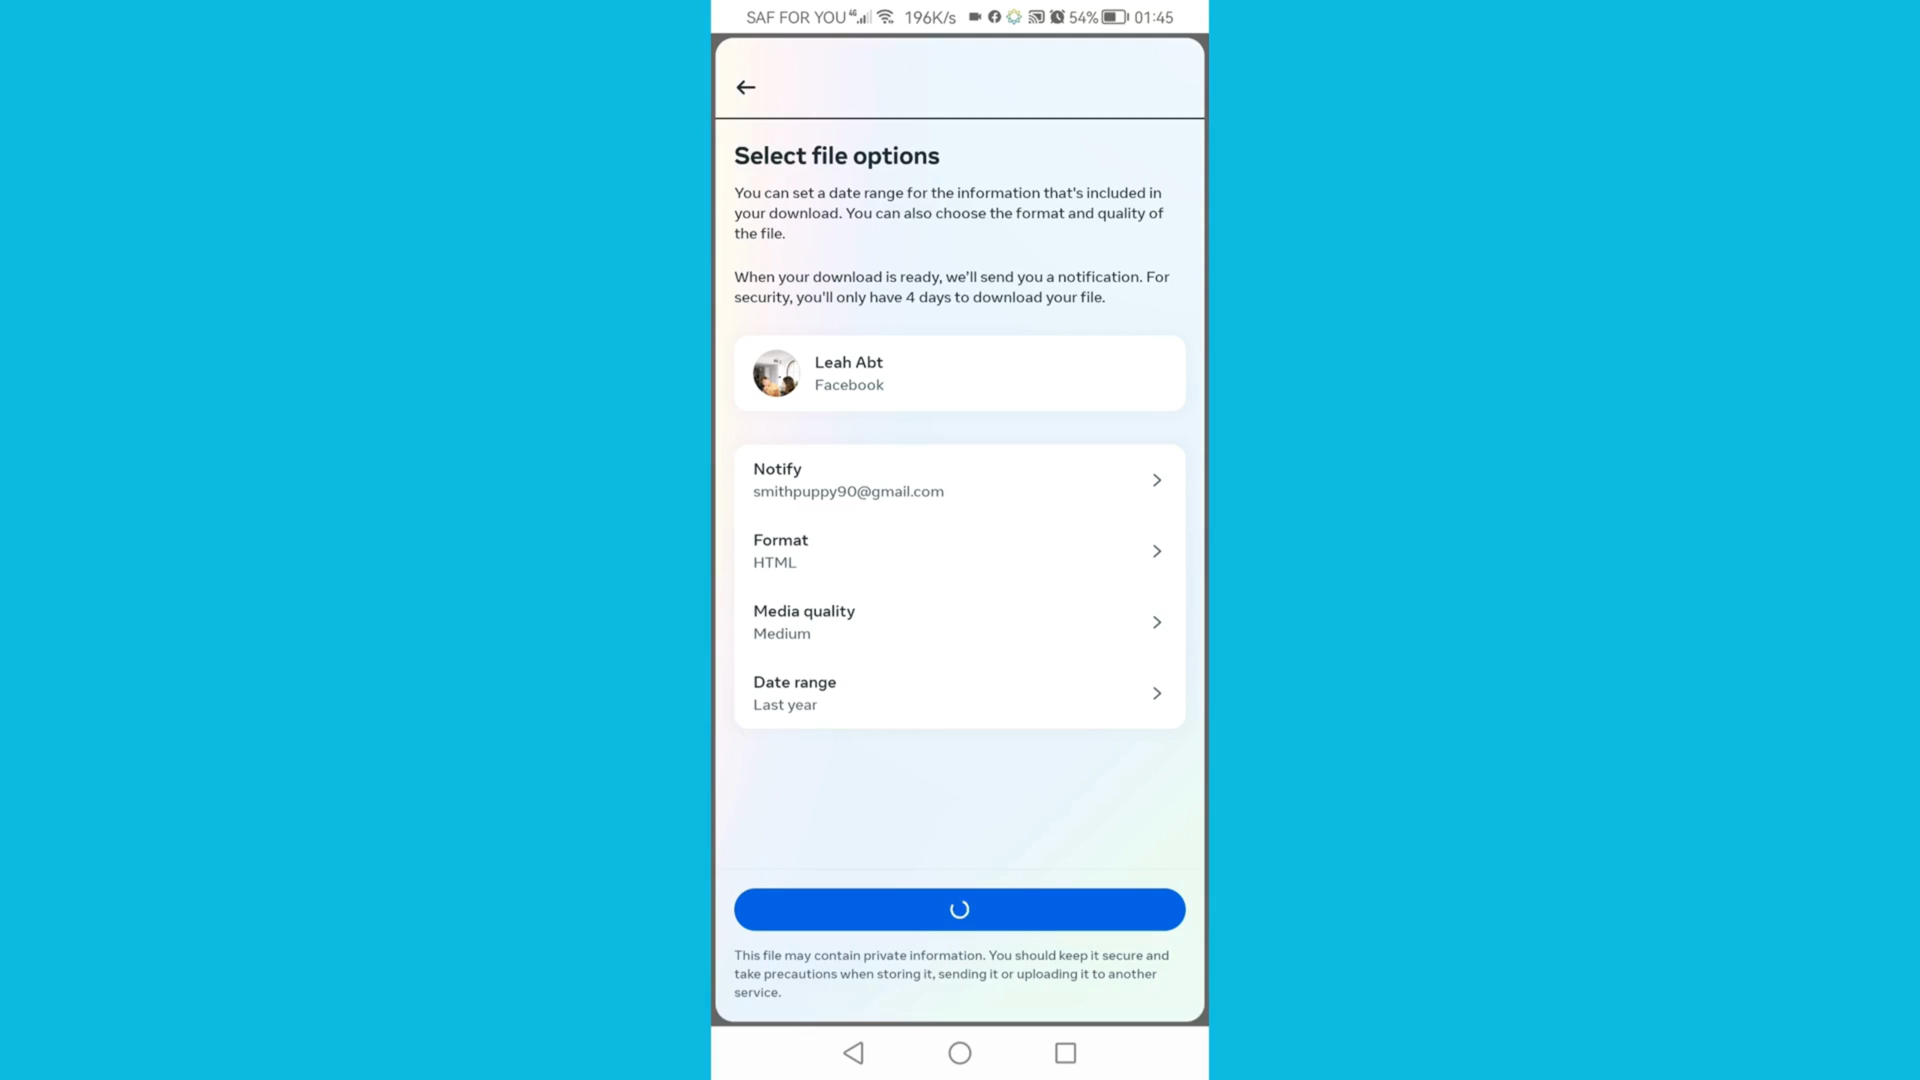 SAF FOR YOU 4G 196K/s 54% 01:45
Select file options
You can set a date range for the information that's included in
your download. You can also choose the format and quality of
the file.
When your download is ready, we'll send you a notification. For
security, you'll only have 4 days to download your file.
Leah Abt
Facebook
Notify
smithpuppy90@gmail.com
Format
HTML
Media quality
Medium
Date range
Last year
This file may contain private information. You should keep it secure and
take precautions when storing it, sending it or uploading it to another
service.